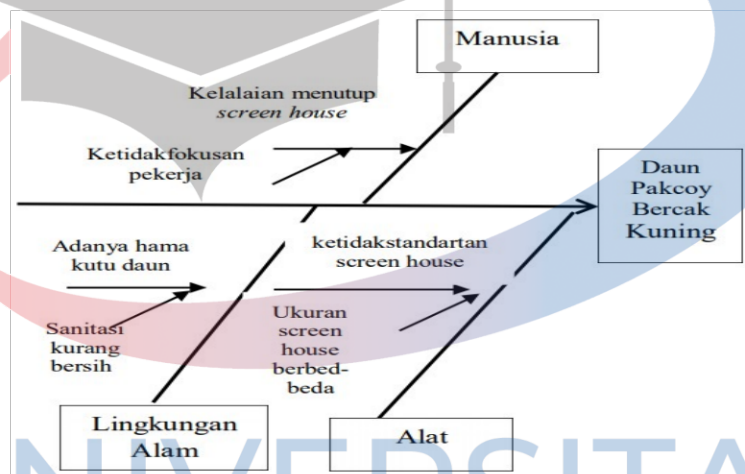 Manusia
Kelalaian menutup
screen house
Ketidakfokusan
pekerja
Daun
Pakcoy
Bercak
Kuning
Adanya hama
kutu daun
ketidakstandartan
screen house
Sanitasi
kurang
bersih
Ukuran
screen
house
berbed-
beda
Lingkungan
Alam
Alat
NIVERSITA